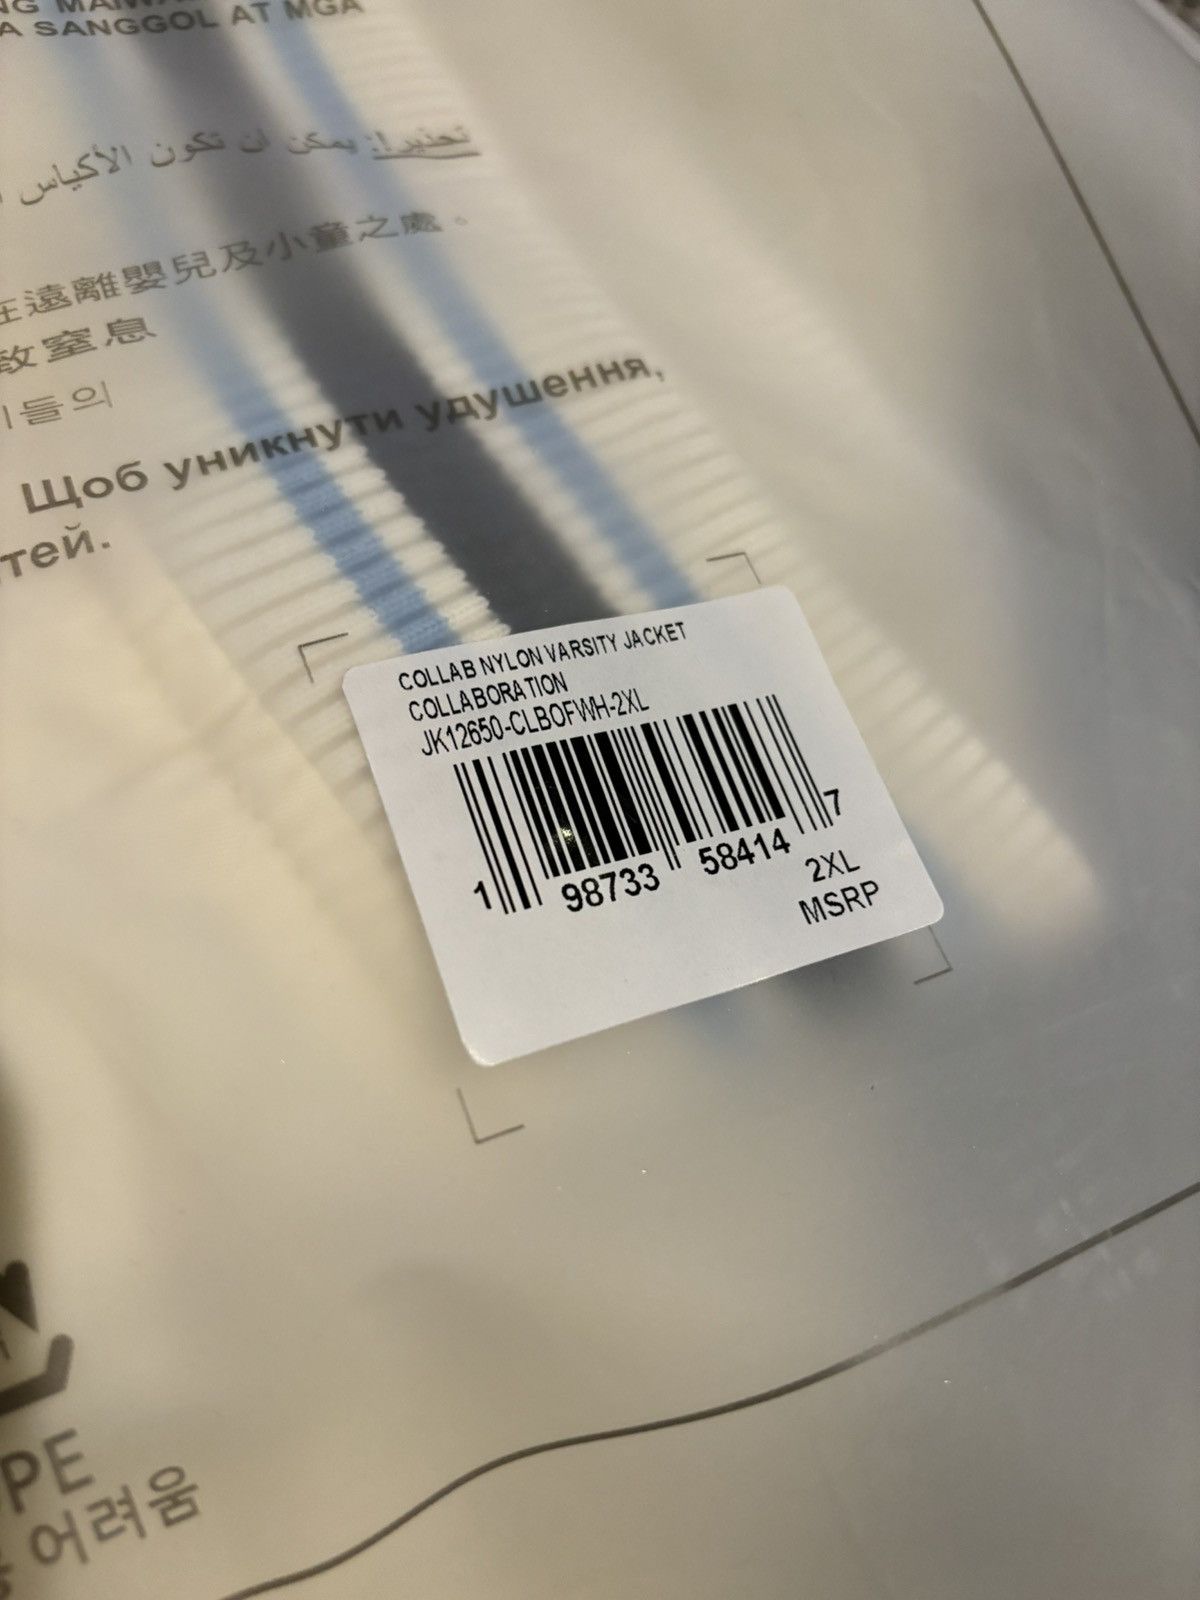 NG
A SANGGOL AT MGA
تحذير!: يمكن ان تكون الأكياس
在遠離嬰兒及小童之處。
致窒息
들의
Щоб уникнути удушення,
тей.
COLLAB NYLON VARSITY JACKET
COLLABORATION
JK12650-CLBOFWH-2XL
1 98733 58414 7
2XL
MSRP
PE
어려움